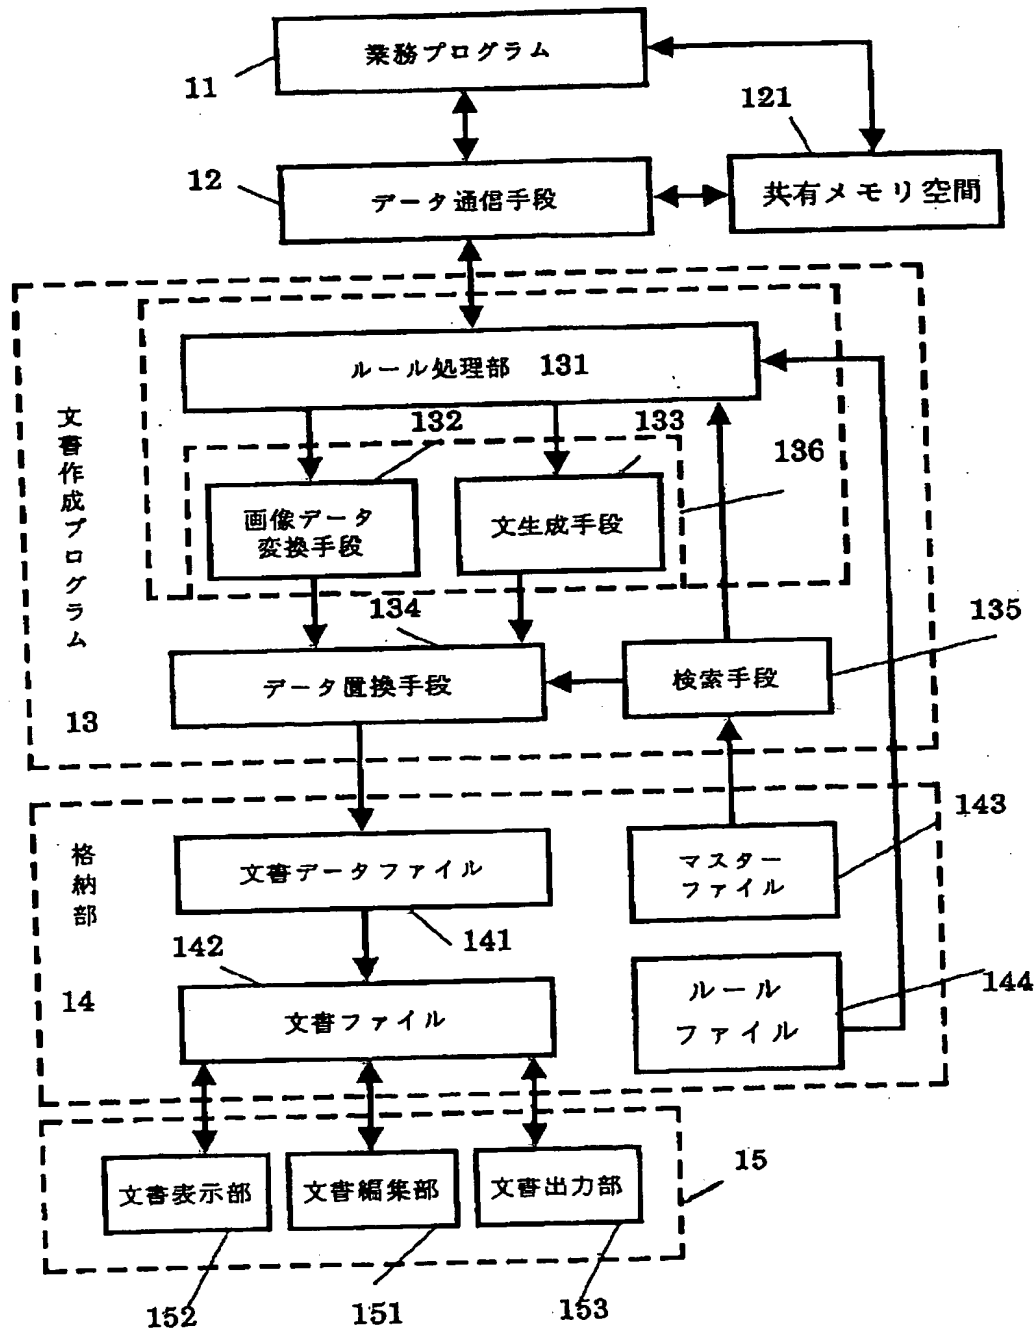 業務プログラム
11
121
12
データ通信手段
共有メモリ空間
ルール処理部 131
132
133
136
画像データ
変換手段
文生成手段
文書作成プログラム
134
135
データ置換手段
検索手段
13
格納部
文書データファイル
マスター
ファイル
143
142
141
14
文書ファイル
ルール
ファイル
144
15
文書表示部
文書編集部
文書出力部
152
151
153